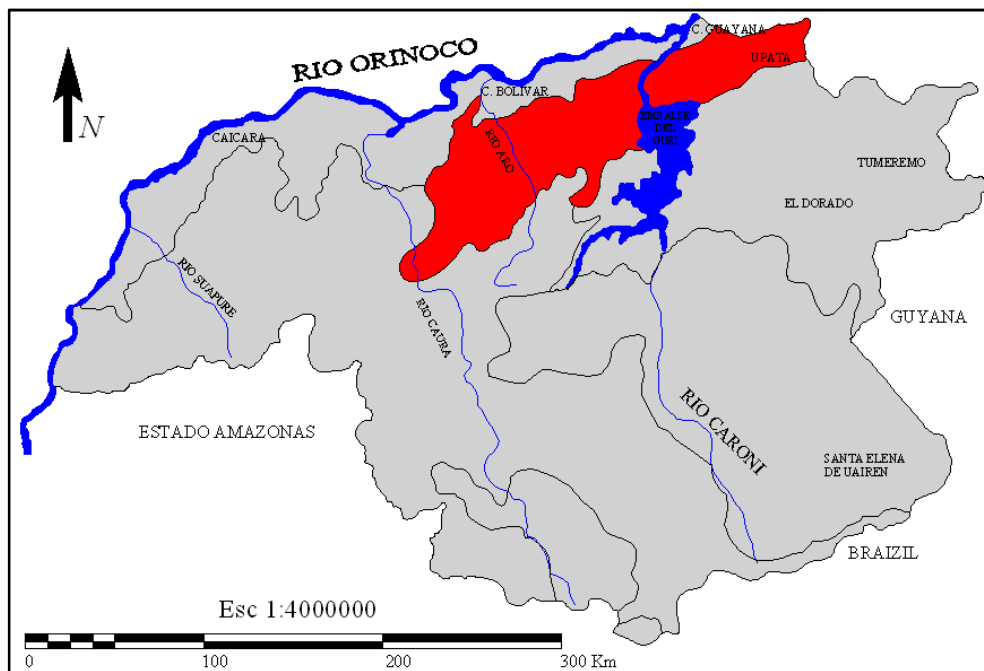 C. GUAYANA
RIO ORINOCO
UPATA
C. BOLIVAR
EMBALSE
DEL
GURI
N
CAICARA
RIO ARO
TUMEREMO
EL DORADO
RIO SUAPURE
RIO CAURA
GUYANA
RIO CARONI
ESTADO AMAZONAS
SANTA ELENA
DE UAIREN
BRAIZIL
Esc 1:4000000
0 100 200 300 Km